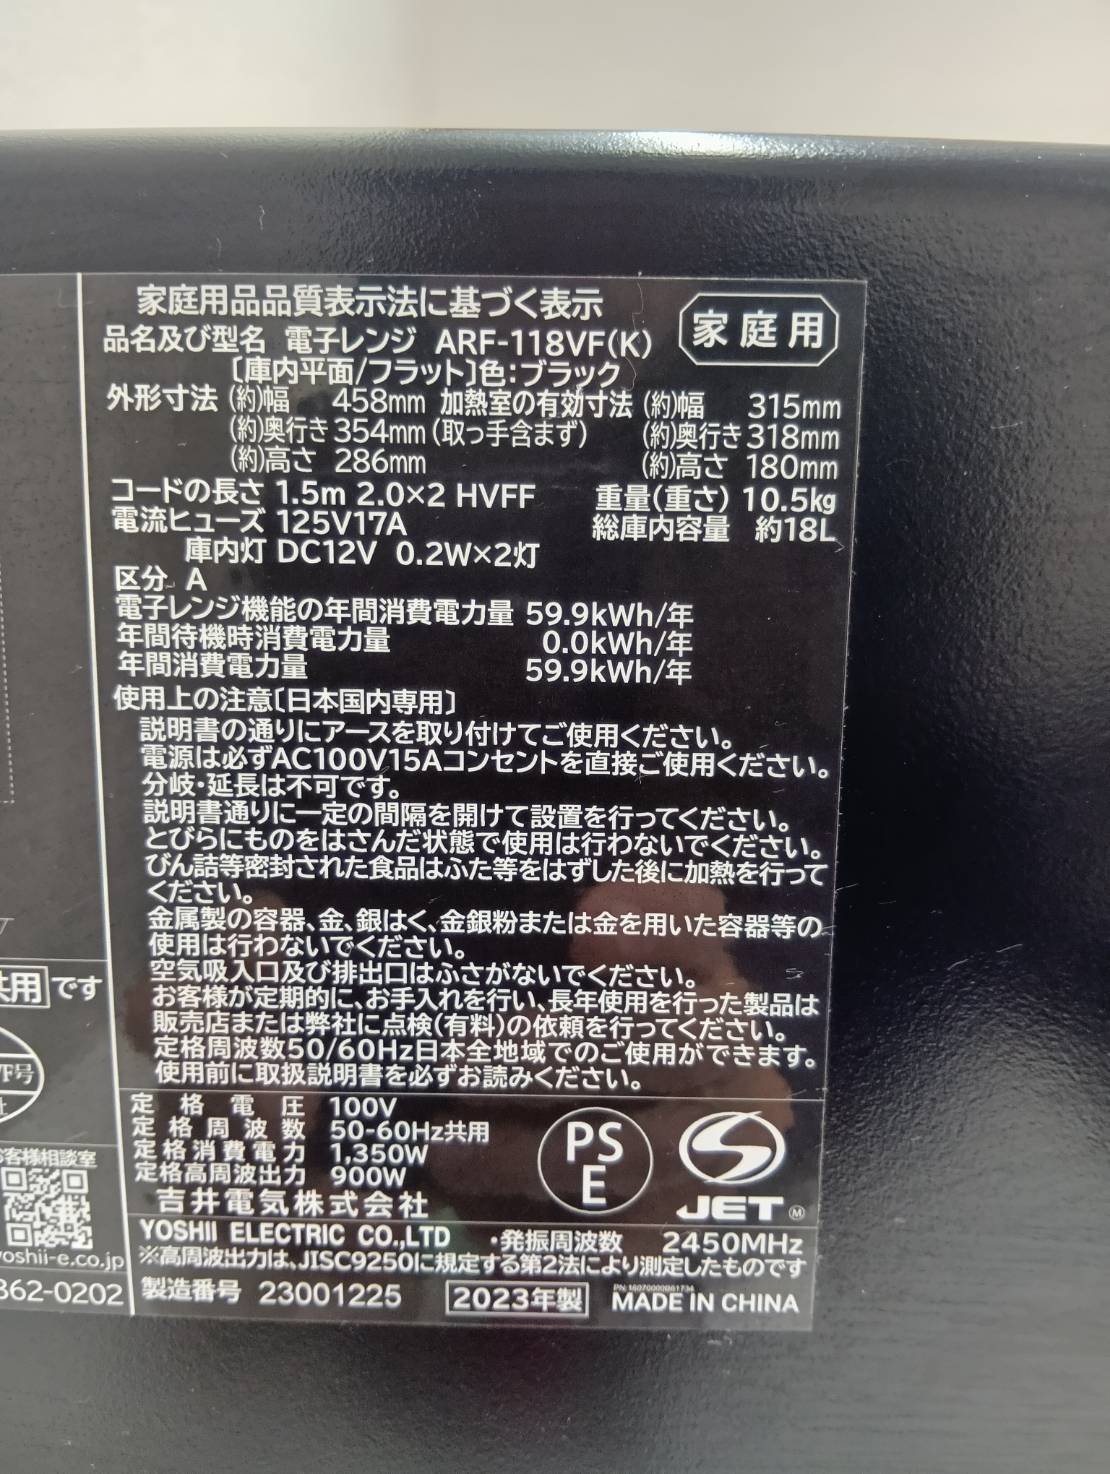 家庭用品品質表示法に基づく表示
家庭用
品名及び型名 電子レンジ ARF-118VF(K)
〔庫内平面/フラット〕色:ブラック
外形寸法 (約)幅 458mm 加熱室の有効寸法 (約)幅 315mm
(約)奥行き 354mm (取っ手含まず) (約)奥行き 318mm
(約)高さ 286mm (約)高さ 180mm
コードの長さ 1.5m 2.0×2 HVFF 重量(重さ) 10.5kg
電流ヒューズ 125V17A 総庫内容量 約18L
庫内灯 DC12V 0.2W×2灯
区分 A
電子レンジ機能の年間消費電力量 59.9kWh/年
年間待機時消費電力量 0.0kWh/年
年間消費電力量 59.9kWh/年
使用上の注意〔日本国内専用〕
説明書の通りにアースを取り付けてご使用ください。
電源は必ずAC100V15Aコンセントを直接ご使用ください。
分岐・延長は不可です。
説明書通りに一定の間隔を開けて設置を行ってください。
とびらにものをはさんだ状態で使用は行わないでください。
びん詰等密封された食品はふた等をはずした後に加熱を行って
ください。
金属製の容器、金、銀はく、金銀粉または金を用いた容器等の
使用は行わないでください。
空気吸入口及び排出口はふさがないでください。
お客様が定期的に、お手入れを行い、長年使用を行った製品は
販売店または弊社に点検(有料)の依頼を行ってください。
定格周波数50/60Hz日本全地域でのご使用ができます。
使用前に取扱説明書を必ずお読みください。
定格電圧 100V
定格周波数 50-60Hz共用
定格消費電力 1,350W
定格高周波出力 900W
PS
E
JET
M
吉井電気株式会社
YOSHII ELECTRIC CO.,LTD ・発振周波数 2450MHz
※高周波出力は、JISC9250に規定する第2法により測定したものです
製造番号 23001225 2023年製 MADE IN CHINA
共用です
客様相談室
oshii-e.co.jp
362-0202